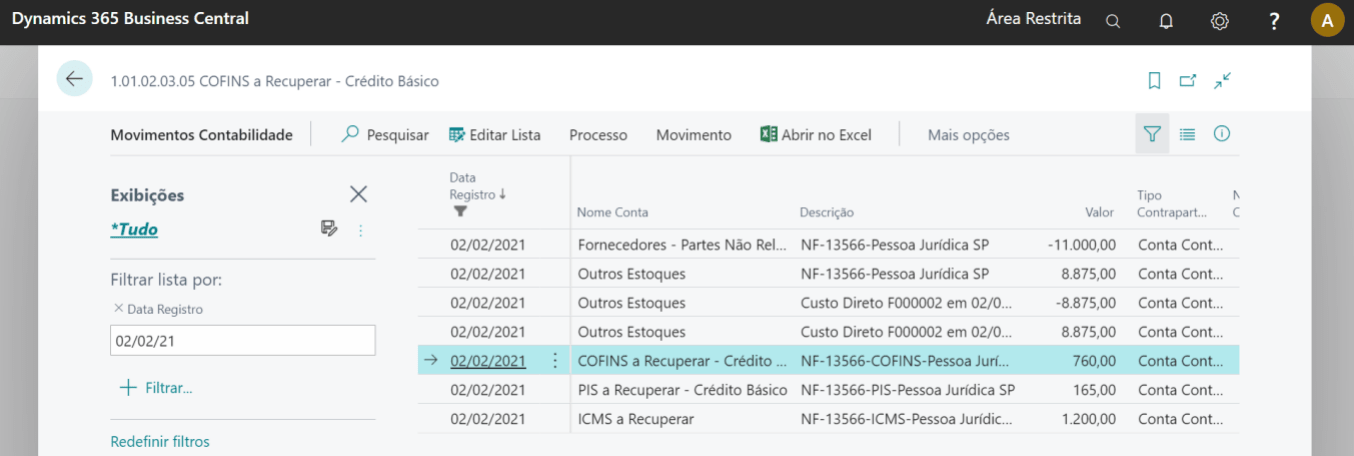 Dynamics 365 Business Central
Área Restrita
?
A
1.01.02.03.05 COFINS a Recuperar - Crédito Básico
Movimentos Contabilidade
Pesquisar
Editar Lista
Processo
Movimento
Abrir no Excel
Mais opções
Exibições
*Tudo
Filtrar lista por:
× Data Registro
02/02/21
+ Filtrar...
Redefinir filtros
Data
Registro ↓
Nome Conta
Descrição
Valor
Tipo
Contrapart...
N
C
02/02/2021 Fornecedores - Partes Não Rel... NF-13566-Pessoa Jurídica SP -11.000,00 Conta Cont...
02/02/2021 Outros Estoques NF-13566-Pessoa Jurídica SP 8.875,00 Conta Cont...
02/02/2021 Outros Estoques Custo Direto F000002 em 02/0... -8.875,00 Conta Cont...
02/02/2021 Outros Estoques Custo Direto F000002 em 02/0... 8.875,00 Conta Cont...
02/02/2021 COFINS a Recuperar - Crédito ... NF-13566-COFINS-Pessoa Jurí... 760,00 Conta Cont...
02/02/2021 PIS a Recuperar - Crédito Básico NF-13566-PIS-Pessoa Jurídica SP 165,00 Conta Cont...
02/02/2021 ICMS a Recuperar NF-13566-ICMS-Pessoa Jurídic... 1.200,00 Conta Cont...